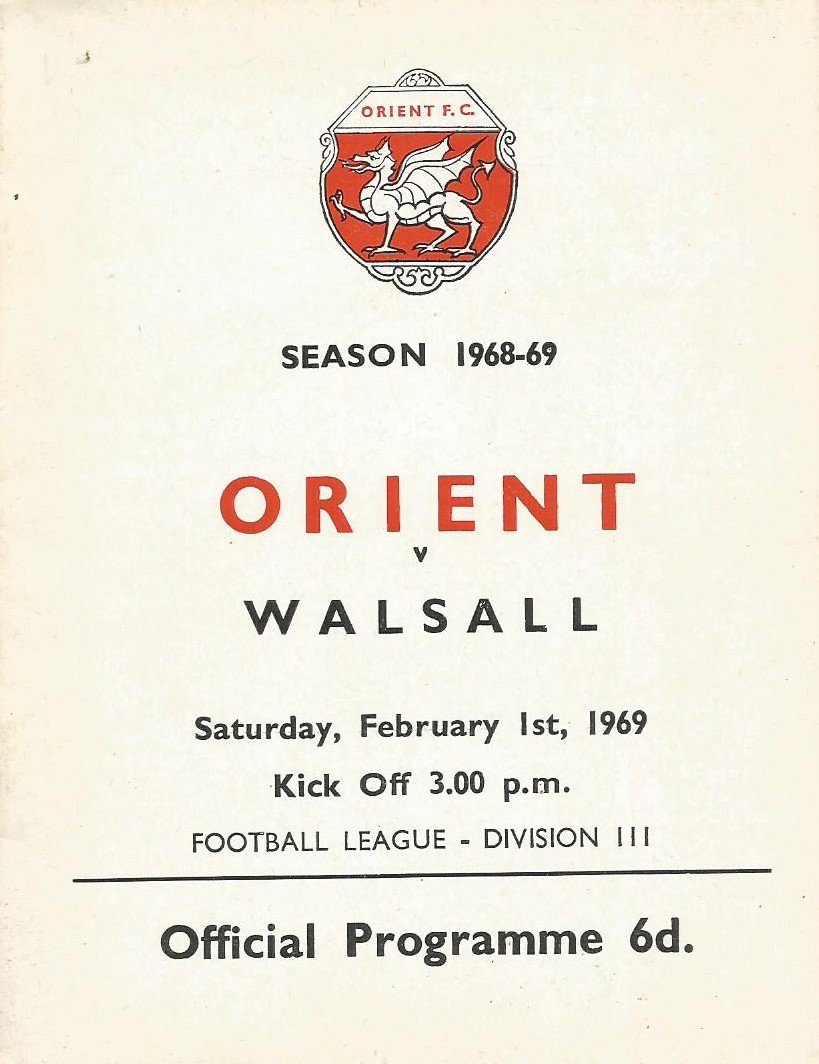 ORIENT F.C.
SEASON 1968-69
ORIENT
v
WALSALL
Saturday, February 1st, 1969
Kick Off 3.00 p.m.
FOOTBALL LEAGUE - DIVISION III
Official Programme 6d.